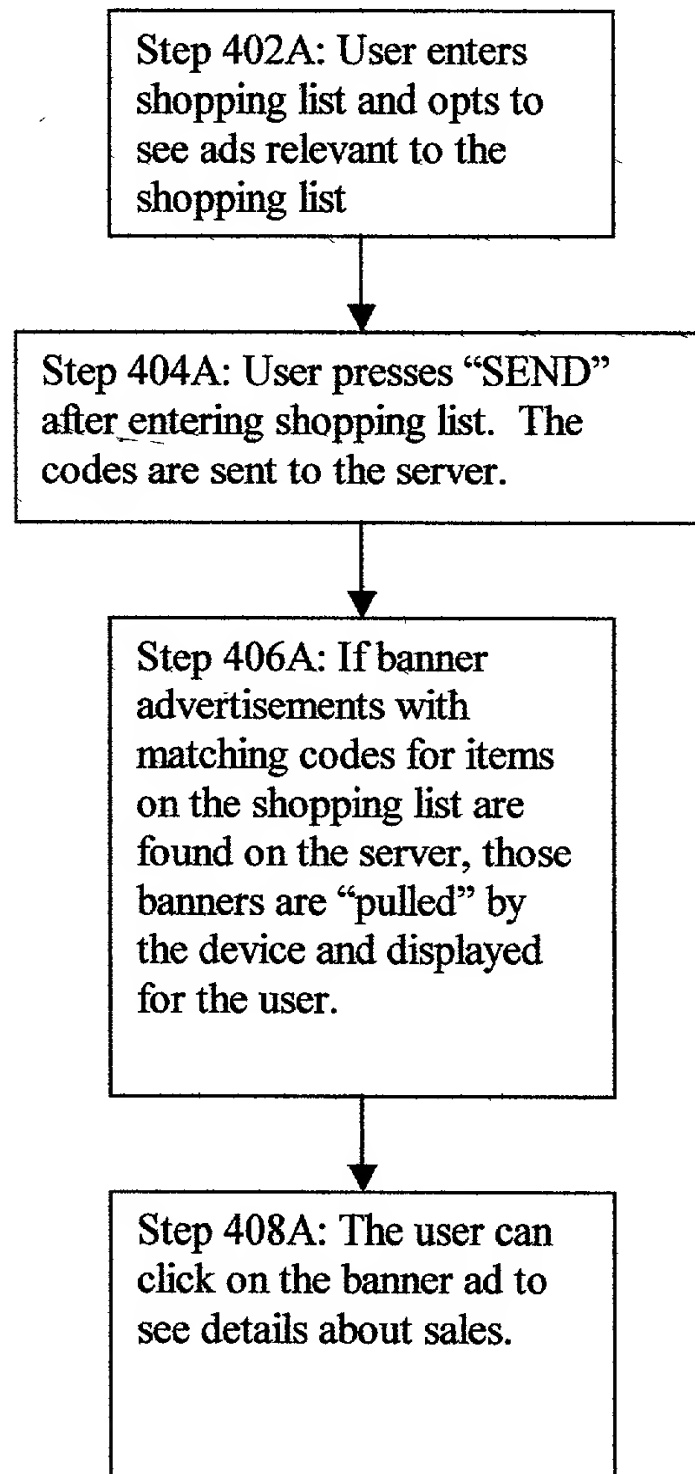 Step 402A: User enters
shopping list and opts to
see ads relevant to the
shopping list
Step 404A: User presses “SEND”
after entering shopping list.  The
codes are sent to the server.
Step 406A: If banner
advertisements with
matching codes for items
on the shopping list are
found on the server, those
banners are “pulled” by
the device and displayed
for the user.
Step 408A: The user can
click on the banner ad to
see details about sales.